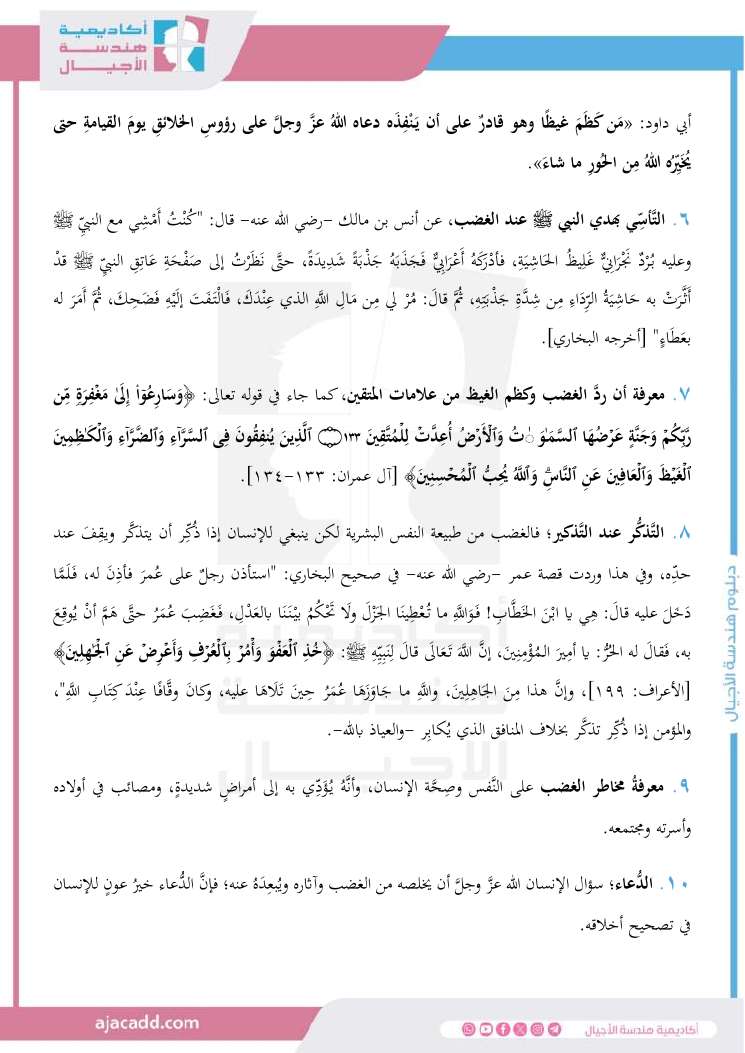 أكاديمية
هندسة
الأجيال
أبي داود: «مَن كَظَمَ غيظًا وهو قادرٌ على أن يَنْفِذَه دعاه اللهُ عزَّ وجلَّ على رؤوسِ الخلائقِ يومَ القيامةِ حتى
يُخَيِّرَه اللهُ مِن الحُورِ ما شاءَ».
٦. التَّأسِّي بهدي النبي ﷺ عند الغضب، عن أنس بن مالك -رضي الله عنه- قال: "كُنْتُ أَمْشِي مع النبيِّ ﷺ
وعليه بُرْدٌ نَجْرَانِيٌّ غَلِيظُ الحَاشِيَةِ، فأدْرَكَهُ أعْرَابِيٌّ فَجَذَبَهُ جَذْبَةً شَدِيدَةً، حتَّى نَظَرْتُ إلى صَفْحَةِ عَاتِقِ النبيِّ ﷺ قدْ
أثَّرَتْ به حَاشِيَةُ الرِّدَاءِ مِن شِدَّةِ جَذْبَتِهِ، ثُمَّ قالَ: مُرْ لي مِن مَالِ اللَّهِ الذي عِنْدَكَ، فَالْتَفَتَ إلَيْهِ فَضَحِكَ، ثُمَّ أمَرَ له
بعَطَاءٍ" [أخرجه البخاري].
٧. معرفة أن ردَّ الغضب وكظم الغيظ من علامات المتقين، كما جاء في قوله تعالى: ﴿وَسَارِعُوٓا۟ إِلَىٰ مَغْفِرَةٍ مِّن
رَّبِّكُمْ وَجَنَّةٍ عَرْضُهَا ٱلسَّمَـٰوَ ٰتُ وَٱلْأَرْضُ أُعِدَّتْ لِلْمُتَّقِينَ ۝١٣٣ ٱلَّذِينَ يُنفِقُونَ فِی ٱلسَّرَّاۤءِ وَٱلضَّرَّاۤءِ وَٱلْكَـٰظِمِينَ
ٱلْغَيْظَ وَٱلْعَافِينَ عَنِ ٱلنَّاسِۗ وَٱللَّهُ يُحِبُّ ٱلْمُحْسِنِينَ﴾ [آل عمران: ١٣٣-١٣٤].
٨. التَّذكُّر عند التَّذكير؛ فالغضب من طبيعة النفس البشرية لكن ينبغي للإنسان إذا ذُكِّر أن يتذكَّر ويقِفَ عند
حدِّه، وفي هذا وردت قصة عمر -رضي الله عنه- في صحيح البخاري: "استأذن رجلٌ على عُمَرَ فأذِنَ له، فَلَمَّا
دَخَلَ عليه قالَ: هِي يا ابْنَ الخَطَّابِ! فَوَاللَّهِ ما تُعْطِينَا الجَزْلَ ولَا تَحْكُمُ بيْنَنَا بالعَدْلِ، فَغَضِبَ عُمَرُ حتَّى هَمَّ أنْ يُوقِعَ
به، فَقالَ له الحُرُّ: يا أمِيرَ المُؤْمِنِينَ، إنَّ اللَّهَ تَعَالَى قالَ لِنَبِيِّهِ ﷺ: ﴿خُذِ ٱلْعَفْوَ وَأْمُرْ بِٱلْعُرْفِ وَأَعْرِضْ عَنِ ٱلْجَـٰهِلِينَ﴾
[الأعراف: ١٩٩]، وإنَّ هذا مِنَ الجَاهِلِينَ، واللَّهِ ما جَاوَزَهَا عُمَرُ حِينَ تَلَاهَا عليه، وكانَ وقَّافًا عِنْدَ كِتَابِ اللَّهِ"،
والمؤمن إذا ذُكِّر تذكَّر بخلاف المنافق الذي يُكابِر -والعياذ بالله-.
٩. معرفةُ مخاطر الغضب على النَّفس وصِحَّة الإنسان، وأنَّهُ يُؤَدِّي به إلى أمراضٍ شديدةٍ، ومصائب في أولاده
وأسرته ومجتمعه.
١٠. الدُّعاء؛ سؤال الإنسان الله عزَّ وجلَّ أن يخلصه من الغضب وآثاره ويُبعِدَهُ عنه؛ فإنَّ الدُّعاء خيرُ عونٍ للإنسان
في تصحيح أخلاقه.
دبلوم هندسة الأجيال
أكاديمية
هندسة
الأجيال
ajacadd.com
أكاديمية هندسة الأجيال